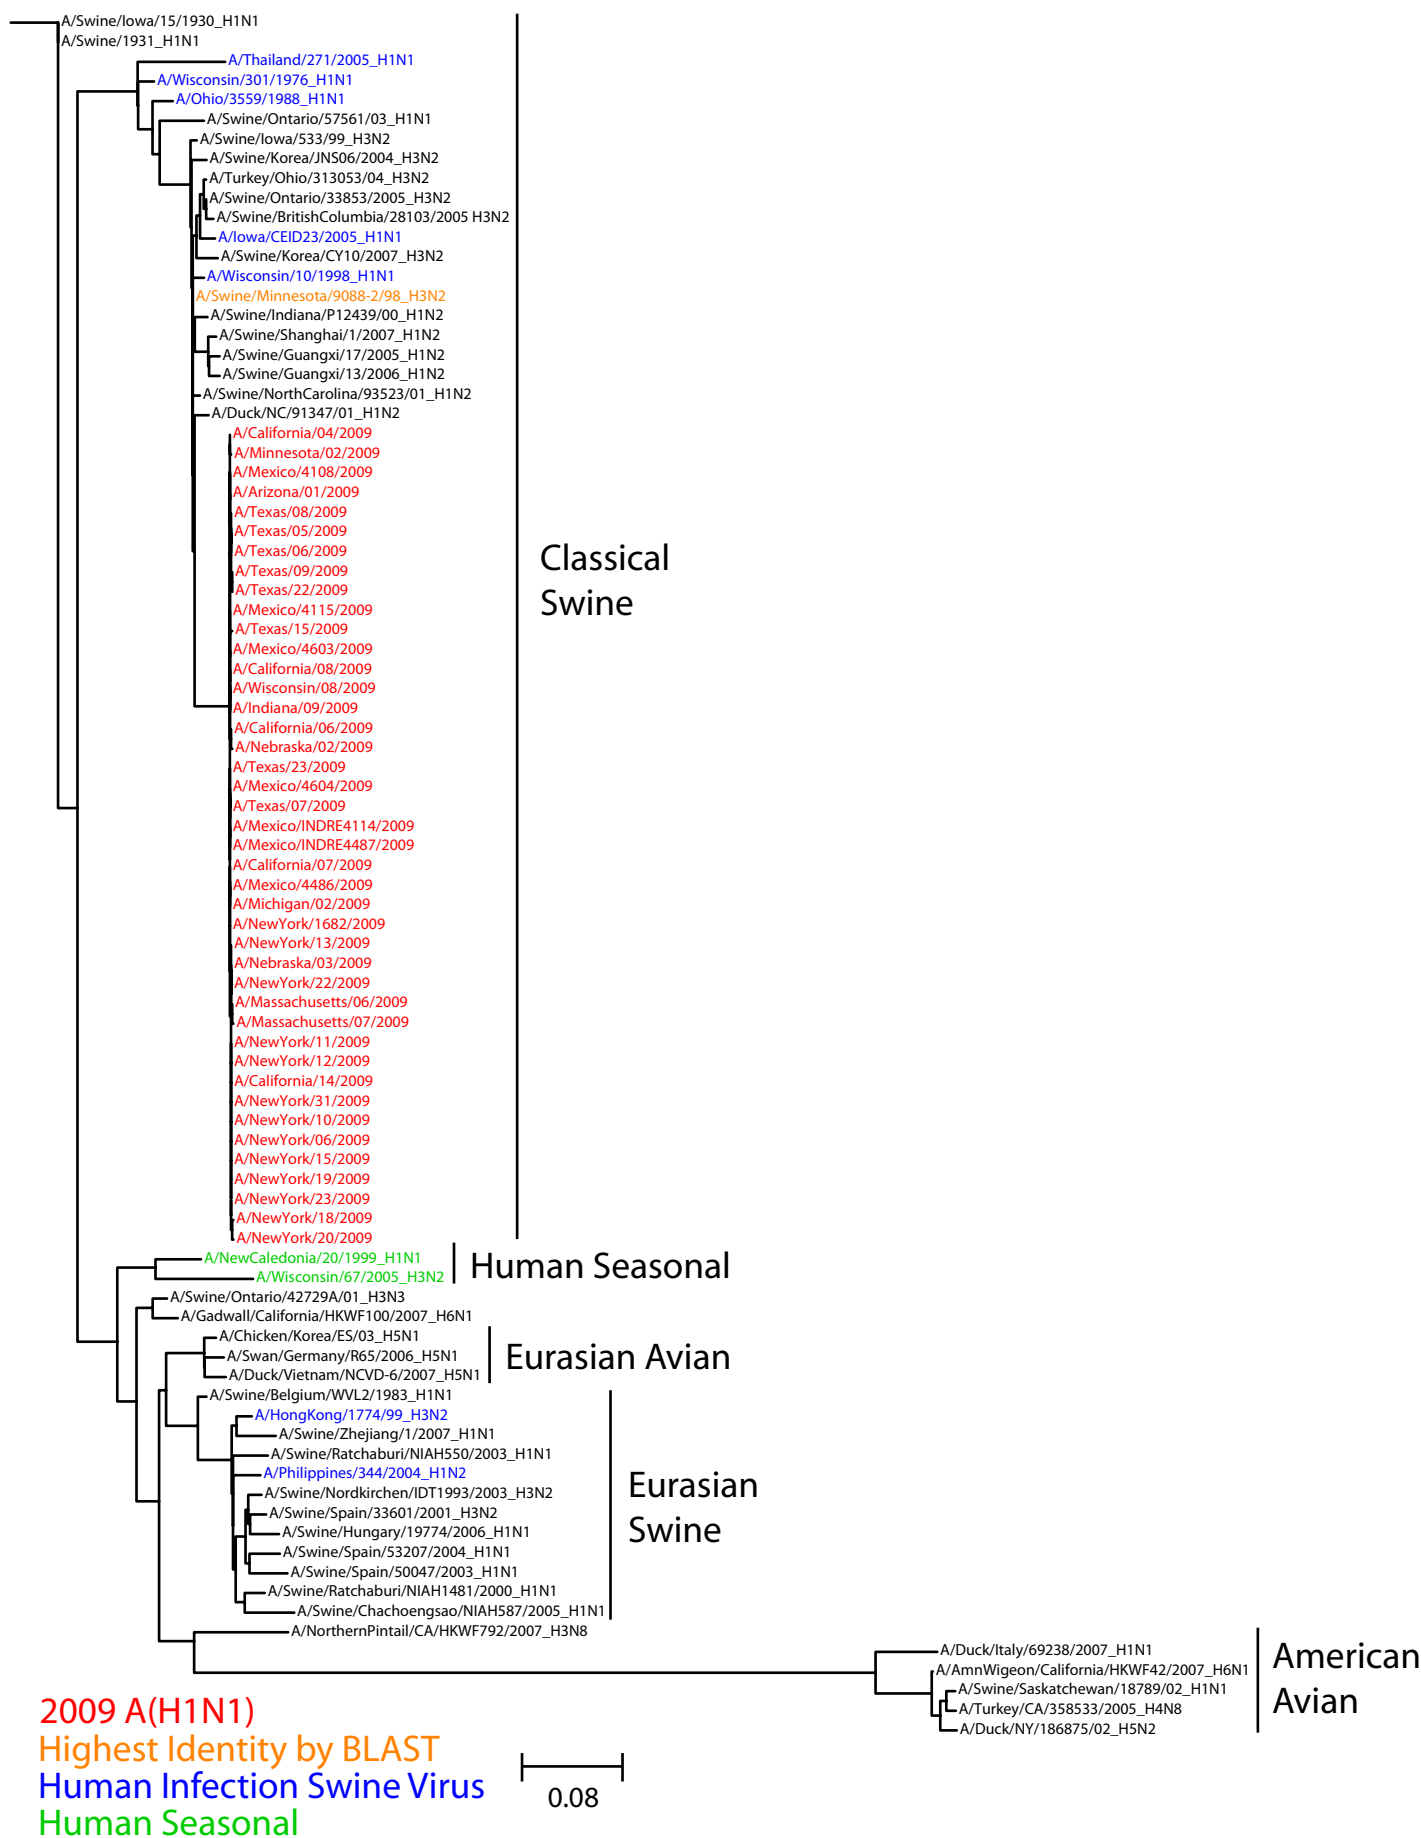 A/Swine/Iowa/15/1930_H1N1
A/Swine/1931_H1N1
A/Thailand/271/2005_H1N1
A/Wisconsin/301/1976_H1N1
A/Ohio/3559/1988_H1N1
A/Swine/Ontario/57561/03_H1N1
A/Swine/Iowa/533/99_H3N2
A/Swine/Korea/JNS06/2004_H3N2
A/Turkey/Ohio/313053/04_H3N2
A/Swine/Ontario/33853/2005_H3N2
A/Swine/BritishColumbia/28103/2005 H3N2
A/Iowa/CEID23/2005_H1N1
A/Swine/Korea/CY10/2007_H3N2
A/Wisconsin/10/1998_H1N1
A/Swine/Minnesota/9088-2/98_H3N2
A/Swine/Indiana/P12439/00_H1N2
A/Swine/Shanghai/1/2007_H1N2
A/Swine/Guangxi/17/2005_H1N2
A/Swine/Guangxi/13/2006_H1N2
A/Swine/NorthCarolina/93523/01_H1N2
A/Duck/NC/91347/01_H1N2
A/California/04/2009
A/Minnesota/02/2009
A/Mexico/4108/2009
A/Arizona/01/2009
A/Texas/08/2009
A/Texas/05/2009
A/Texas/06/2009
A/Texas/09/2009
A/Texas/22/2009
A/Mexico/4115/2009
A/Texas/15/2009
A/Mexico/4603/2009
A/California/08/2009
A/Wisconsin/08/2009
A/Indiana/09/2009
A/California/06/2009
A/Nebraska/02/2009
A/Texas/23/2009
A/Mexico/4604/2009
A/Texas/07/2009
A/Mexico/INDRE4114/2009
A/Mexico/INDRE4487/2009
A/California/07/2009
A/Mexico/4486/2009
A/Michigan/02/2009
A/NewYork/1682/2009
A/NewYork/13/2009
A/Nebraska/03/2009
A/NewYork/22/2009
A/Massachusetts/06/2009
A/Massachusetts/07/2009
A/NewYork/11/2009
A/NewYork/12/2009
A/California/14/2009
A/NewYork/31/2009
A/NewYork/10/2009
A/NewYork/06/2009
A/NewYork/15/2009
A/NewYork/19/2009
A/NewYork/23/2009
A/NewYork/18/2009
A/NewYork/20/2009
Classical
Swine
A/NewCaledonia/20/1999_H1N1
A/Wisconsin/67/2005_H3N2
Human Seasonal
A/Swine/Ontario/42729A/01_H3N3
A/Gadwall/California/HKWF100/2007_H6N1
A/Chicken/Korea/ES/03_H5N1
A/Swan/Germany/R65/2006_H5N1
A/Duck/Vietnam/NCVD-6/2007_H5N1
Eurasian Avian
A/Swine/Belgium/WVL2/1983_H1N1
A/HongKong/1774/99_H3N2
A/Swine/Zhejiang/1/2007_H1N1
A/Swine/Ratchaburi/NIAH550/2003_H1N1
A/Philippines/344/2004_H1N2
A/Swine/Nordkirchen/IDT1993/2003_H3N2
A/Swine/Spain/33601/2001_H3N2
A/Swine/Hungary/19774/2006_H1N1
A/Swine/Spain/53207/2004_H1N1
A/Swine/Spain/50047/2003_H1N1
A/Swine/Ratchaburi/NIAH1481/2000_H1N1
A/Swine/Chachoengsao/NIAH587/2005_H1N1
Eurasian
Swine
A/NorthernPintail/CA/HKWF792/2007_H3N8
A/Duck/Italy/69238/2007_H1N1
A/AmnWigeon/California/HKWF42/2007_H6N1
A/Swine/Saskatchewan/18789/02_H1N1
A/Turkey/CA/358533/2005_H4N8
A/Duck/NY/186875/02_H5N2
American
Avian
2009 A(H1N1)
Highest Identity by BLAST
Human Infection Swine Virus
Human Seasonal
0.08